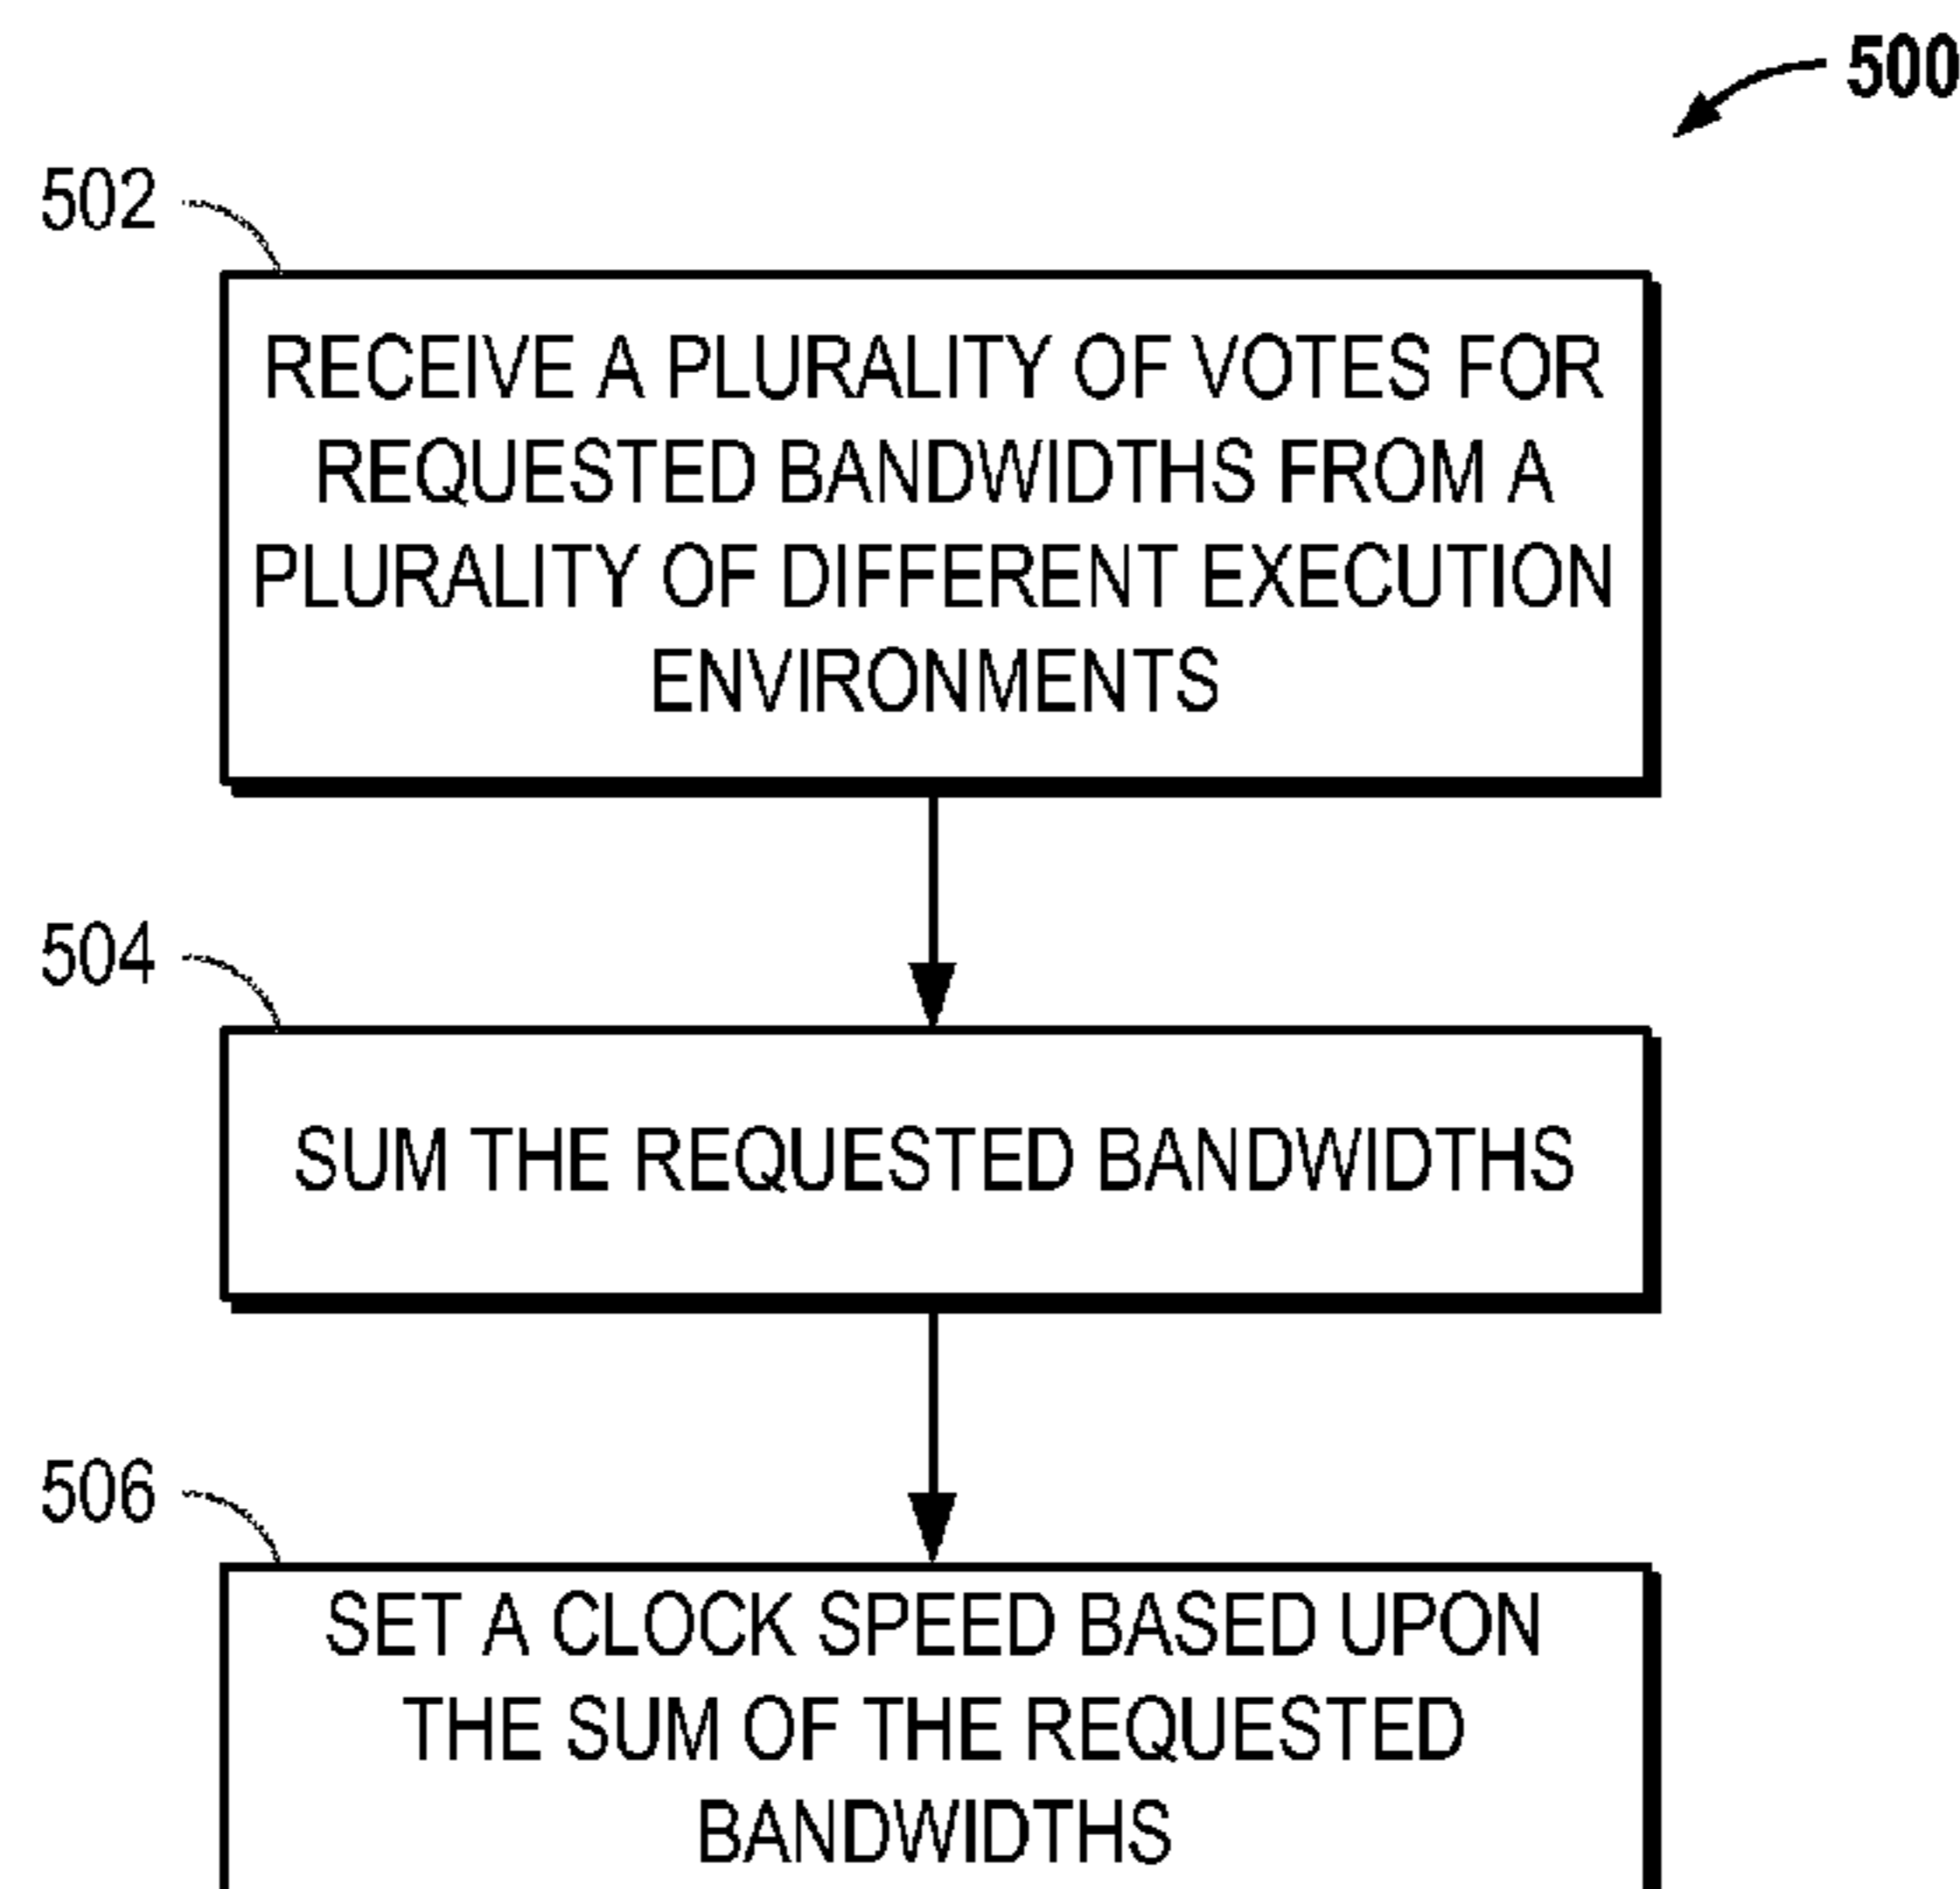 500
502
RECEIVE A PLURALITY OF VOTES FOR
REQUESTED BANDWIDTHS FROM A
PLURALITY OF DIFFERENT EXECUTION
ENVIRONMENTS
504
SUM THE REQUESTED BANDWIDTHS
506
SET A CLOCK SPEED BASED UPON
THE SUM OF THE REQUESTED
BANDWIDTHS